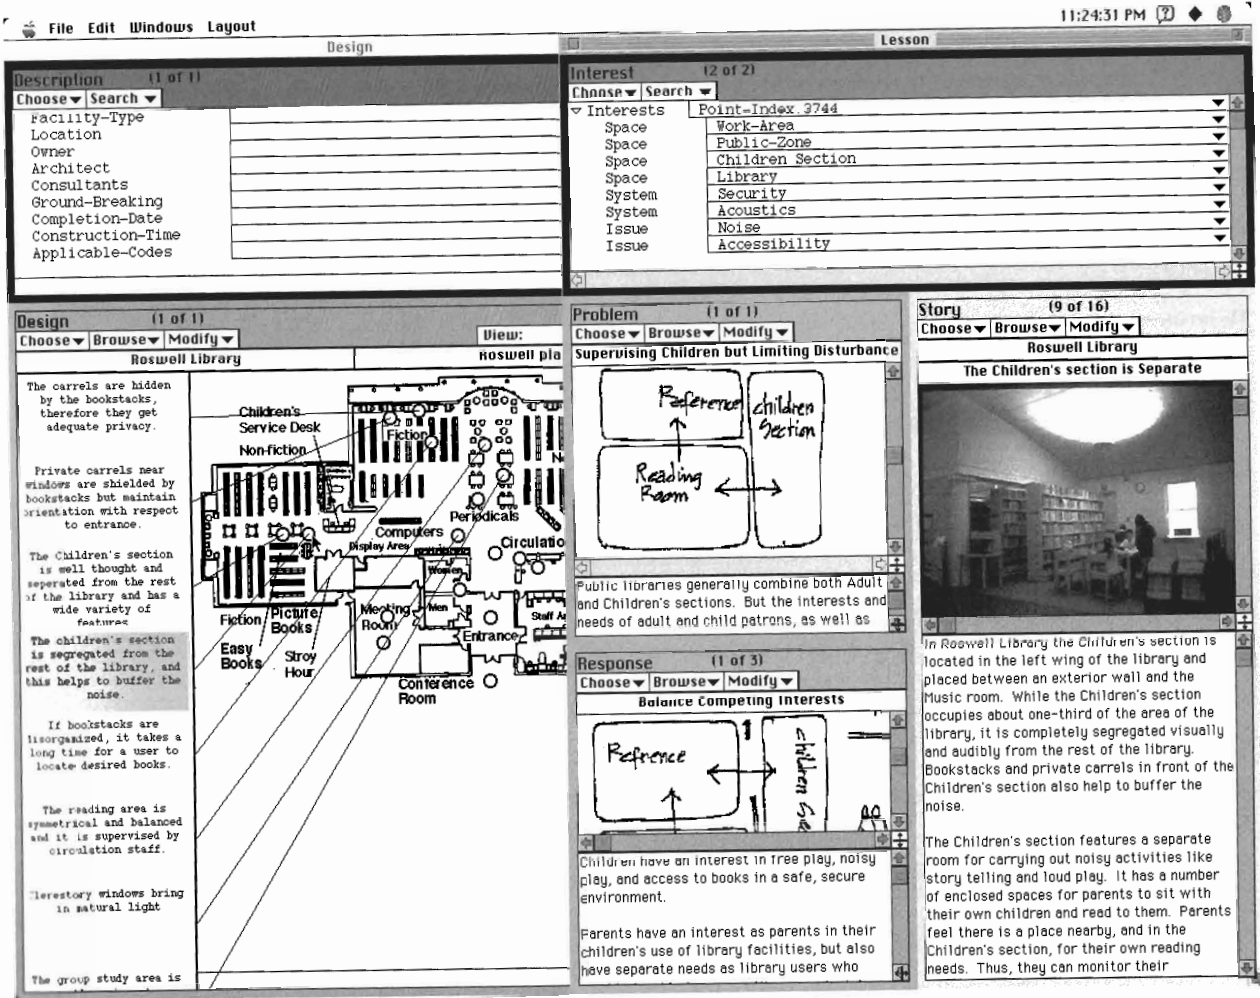 File Edit Windows Layout
11:24:31 PM
Design
Lesson
Description (1 of 1)
Choose Search
Facility-Type
Location
Owner
Architect
Consultants
Ground-Breaking
Completion-Date
Construction-Time
Applicable-Codes
Interest (2 of 2)
Choose Search
Interests Point-Index.3744
Space Work-Area
Space Public-Zone
Space Children Section
Space Library
System Security
System Acoustics
Issue Noise
Issue Accessibility
Design (1 of 1)
Choose Browse Modify
View:
Roswell Library
Roswell pla
The carrels are hidden
by the bookstacks,
therefore they get
adequate privacy.
Private carrels near
windows are shielded by
bookstacks but maintain
orientation with respect
to entrance.
The Children's section
is well thought and
seperated from the rest
of the library and has a
wide variety of
features
The children's section
is segregated from the
rest of the library, and
this helps to buffer the
noise.
If bookstacks are
disorganized, it takes a
long time for a user to
locate desired books.
The reading area is
symmetrical and balanced
and it is supervised by
circulation staff.
Clerestory windows bring
in natural light
The group study area is
Children's
Service Desk
Non-fiction
Fiction
N
Periodicals
Computers
Display Area
Circulatio
Women
Men
Meeting
Room
Staff A
Entrance
Conference
Room
Fiction
Picture
Books
Easy
Books
Stroy
Hour
Problem (1 of 1)
Choose Browse Modify
Supervising Children but Limiting Disturbance
Reference
children
Section
Reading
Room
Public libraries generally combine both Adult
and Children's sections. But the interests and
needs of adult and child patrons, as well as
Response (1 of 3)
Choose Browse Modify
Balance Competing Interests
Refrence
children Se
Children have an interest in free play, noisy
play, and access to books in a safe, secure
environment.
Parents have an interest as parents in their
children's use of library facilities, but also
have separate needs as library users who
Story (9 of 16)
Choose Browse Modify
Roswell Library
The Children's section is Separate
In Roswell Library the Children's section is
located in the left wing of the library and
placed between an exterior wall and the
Music room. While the Children's section
occupies about one-third of the area of the
library, it is completely segregated visually
and audibly from the rest of the library.
Bookstacks and private carrels in front of the
Children's section also help to buffer the
noise.
The Children's section features a separate
room for carrying out noisy activities like
story telling and loud play. It has a number
of enclosed spaces for parents to sit with
their own children and read to them. Parents
feel there is a place nearby, and in the
Children's section, for their own reading
needs. Thus, they can monitor their